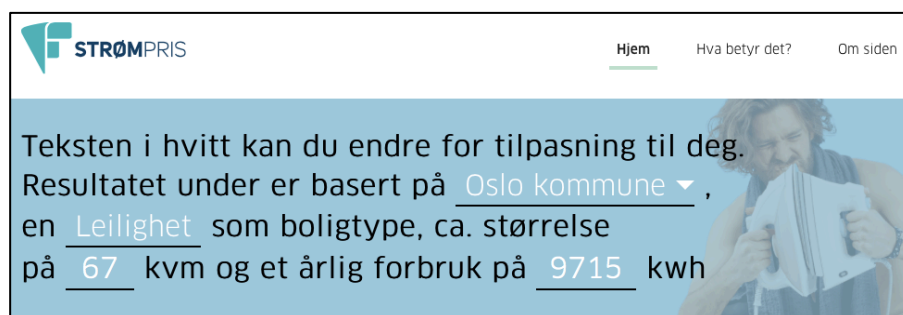 STRØMPRIS
Hjem Hva betyr det? Om siden
Teksten i hvitt kan du endre for tilpasning til deg.
Resultatet under er basert på Oslo kommune ,
en Leilighet som boligtype, ca. størrelse
på 67 kvm og et årlig forbruk på 9715 kwh